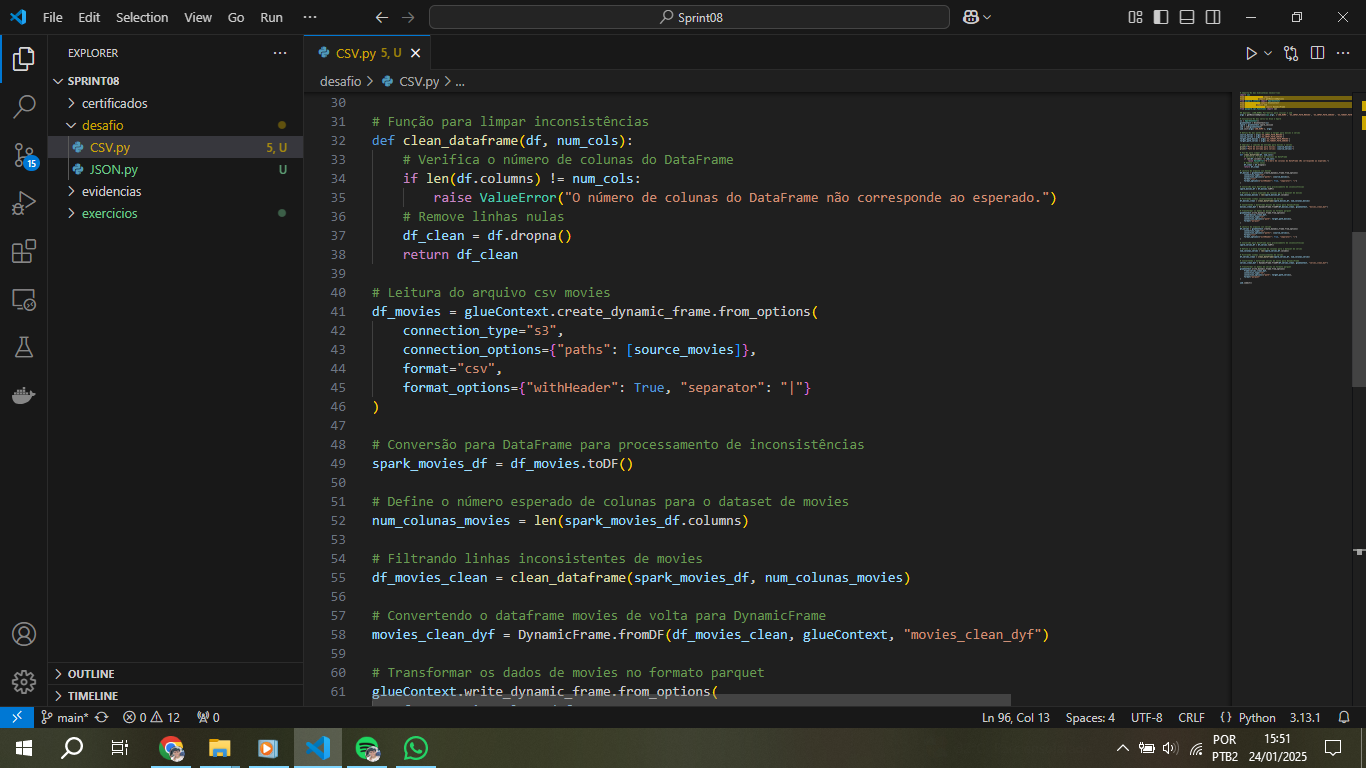 File Edit Selection View Go Run ··· Sprint08
EXPLORER ···
SPRINT08
certificados
desafio
CSV.py 5, U
JSON.py U
evidencias
exercicios
OUTLINE
TIMELINE
CSV.py 5, U
desafio > CSV.py > ...
30
31 # Função para limpar inconsistências
32 def clean_dataframe(df, num_cols):
33 # Verifica o número de colunas do DataFrame
34 if len(df.columns) != num_cols:
35 raise ValueError("O número de colunas do DataFrame não corresponde ao esperado.")
36 # Remove linhas nulas
37 df_clean = df.dropna()
38 return df_clean
39
40 # Leitura do arquivo csv movies
41 df_movies = glueContext.create_dynamic_frame.from_options(
42 connection_type="s3",
43 connection_options={"paths": [source_movies]},
44 format="csv",
45 format_options={"withHeader": True, "separator": "|"}
46 )
47
48 # Conversão para DataFrame para processamento de inconsistências
49 spark_movies_df = df_movies.toDF()
50
51 # Define o número esperado de colunas para o dataset de movies
52 num_colunas_movies = len(spark_movies_df.columns)
53
54 # Filtrando linhas inconsistentes de movies
55 df_movies_clean = clean_dataframe(spark_movies_df, num_colunas_movies)
56
57 # Convertendo o dataframe movies de volta para DynamicFrame
58 movies_clean_dyf = DynamicFrame.fromDF(df_movies_clean, glueContext, "movies_clean_dyf")
59
60 # Transformar os dados de movies no formato parquet
61 glueContext.write_dynamic_frame.from_options(
15
main* 0 12 0 Ln 96, Col 13 Spaces: 4 UTF-8 CRLF { } Python 3.13.1
POR 15:51
PTB2 24/01/2025